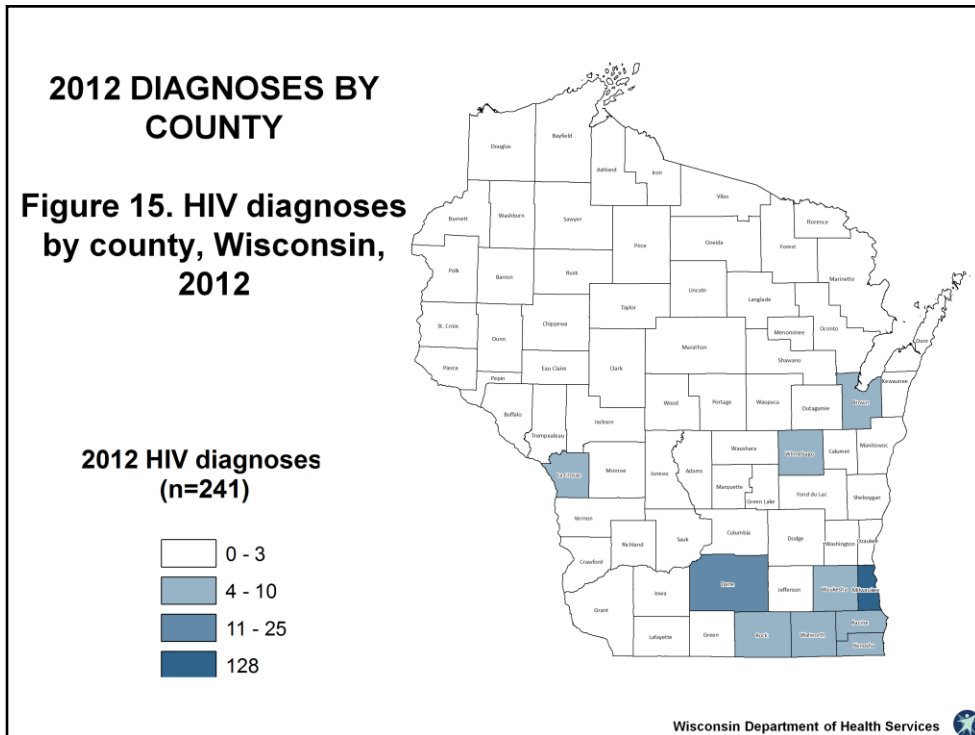 2012 DIAGNOSES BY
COUNTY
Figure 15. HIV diagnoses
by county, Wisconsin,
2012
2012 HIV diagnoses
(n=241)
0 - 3
4 - 10
11 - 25
128
Douglas
Bayfield
Ashland
Iron
Vilas
Florence
Burnett
Washburn
Sawyer
Price
Oneida
Forest
Marinette
Polk
Barron
Rusk
Lincoln
Langlade
Taylor
Chippewa
St. Croix
Dunn
Menominee
Oconto
Door
Marathon
Shawano
Pierce
Pepin
Eau Claire
Clark
Kewaunee
Buffalo
Trempealeau
Jackson
Wood
Portage
Waupaca
Outagamie
Brown
Manitowoc
La Crosse
Monroe
Juneau
Adams
Waushara
Winnebago
Calumet
Marquette
Green Lake
Fond du Lac
Sheboygan
Vernon
Crawford
Richland
Sauk
Columbia
Dodge
Washington
Ozaukee
Grant
Iowa
Dane
Jefferson
Waukesha
Milwaukee
Lafayette
Green
Rock
Walworth
Racine
Kenosha
Wisconsin Department of Health Services